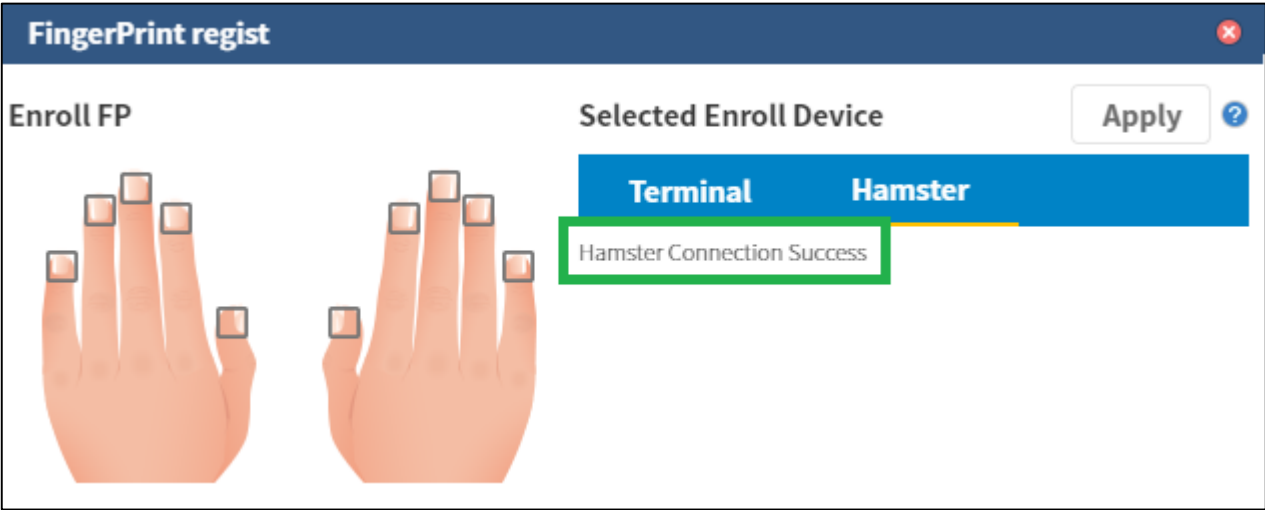 FingerPrint regist
Enroll FP
Selected Enroll Device
Apply
?
Terminal
Hamster
Hamster Connection Success